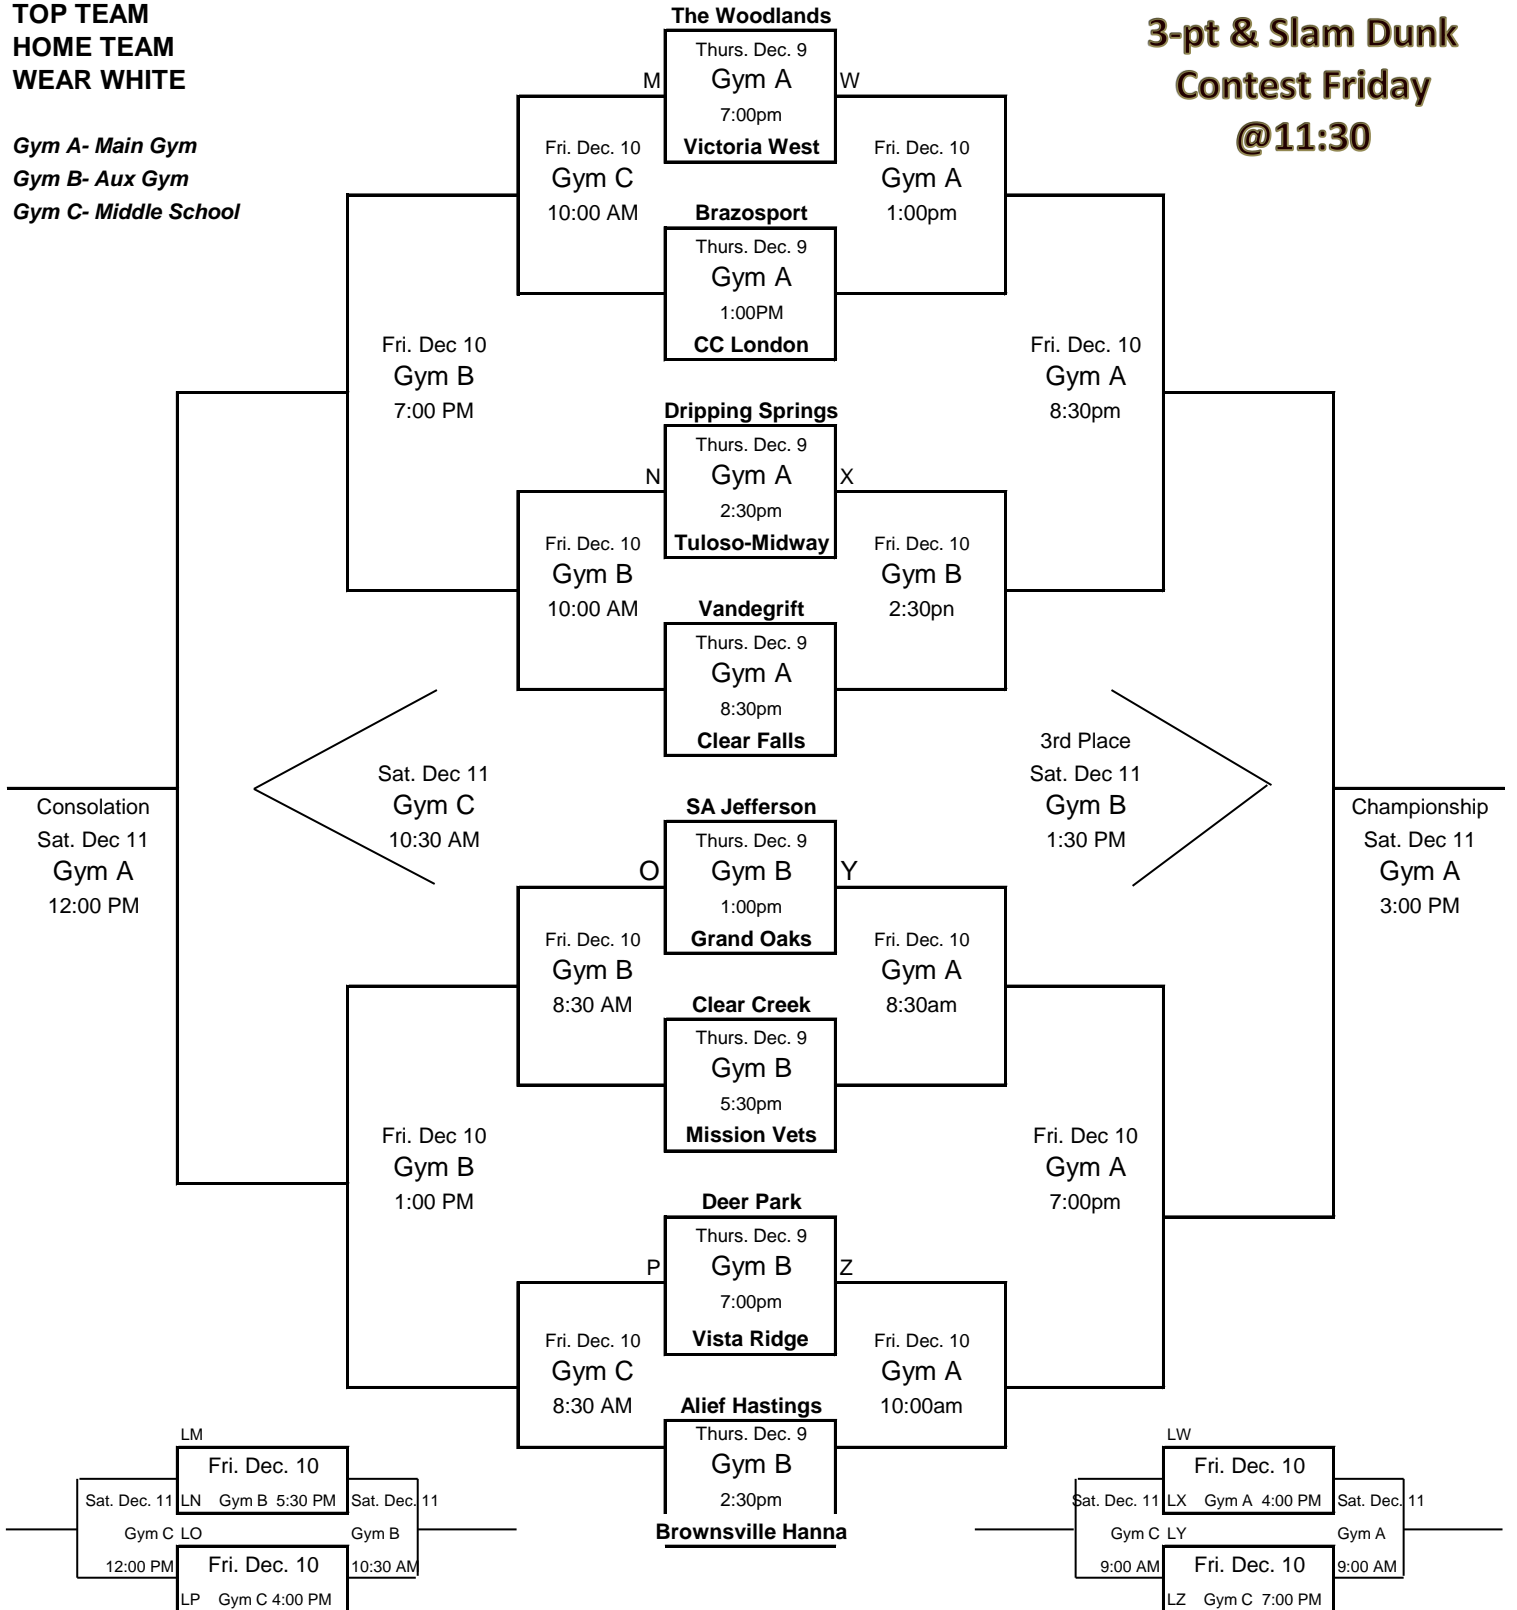 TOP TEAM
HOME TEAM
WEAR WHITE
Gym A- Main Gym
Gym B- Aux Gym
Gym C- Middle School
3-pt & Slam Dunk
Contest Friday
@11:30
The Woodlands
Thurs. Dec. 9
M Gym A W
7:00pm
Victoria West
Fri. Dec. 10
Gym C
10:00 AM
Fri. Dec. 10
Gym A
1:00pm
Brazosport
Thurs. Dec. 9
Gym A
1:00PM
CC London
Fri. Dec 10
Gym B
7:00 PM
Fri. Dec. 10
Gym A
8:30pm
Dripping Springs
Thurs. Dec. 9
N Gym A X
2:30pm
Tuloso-Midway
Fri. Dec. 10
Gym B
10:00 AM
Fri. Dec. 10
Gym B
2:30pn
Vandegrift
Thurs. Dec. 9
Gym A
8:30pm
Clear Falls
Sat. Dec 11
Gym C
10:30 AM
3rd Place
Sat. Dec 11
Gym B
1:30 PM
Consolation
Sat. Dec 11
Gym A
12:00 PM
Championship
Sat. Dec 11
Gym A
3:00 PM
SA Jefferson
Thurs. Dec. 9
O Gym B Y
1:00pm
Grand Oaks
Fri. Dec. 10
Gym B
8:30 AM
Fri. Dec. 10
Gym A
8:30am
Clear Creek
Thurs. Dec. 9
Gym B
5:30pm
Mission Vets
Fri. Dec 10
Gym B
1:00 PM
Fri. Dec 10
Gym A
7:00pm
Deer Park
Thurs. Dec. 9
P Gym B Z
7:00pm
Vista Ridge
Fri. Dec. 10
Gym C
8:30 AM
Fri. Dec. 10
Gym A
10:00am
Alief Hastings
Thurs. Dec. 9
Gym B
2:30pm
Brownsville Hanna
LM
Fri. Dec. 10
Sat. Dec. 11 LN Gym B 5:30 PM Sat. Dec. 11
Gym C LO Gym B
12:00 PM Fri. Dec. 10 10:30 AM
LP Gym C 4:00 PM
LW
Fri. Dec. 10
Sat. Dec. 11 LX Gym A 4:00 PM Sat. Dec. 11
Gym C LY Gym A
9:00 AM Fri. Dec. 10 9:00 AM
LZ Gym C 7:00 PM